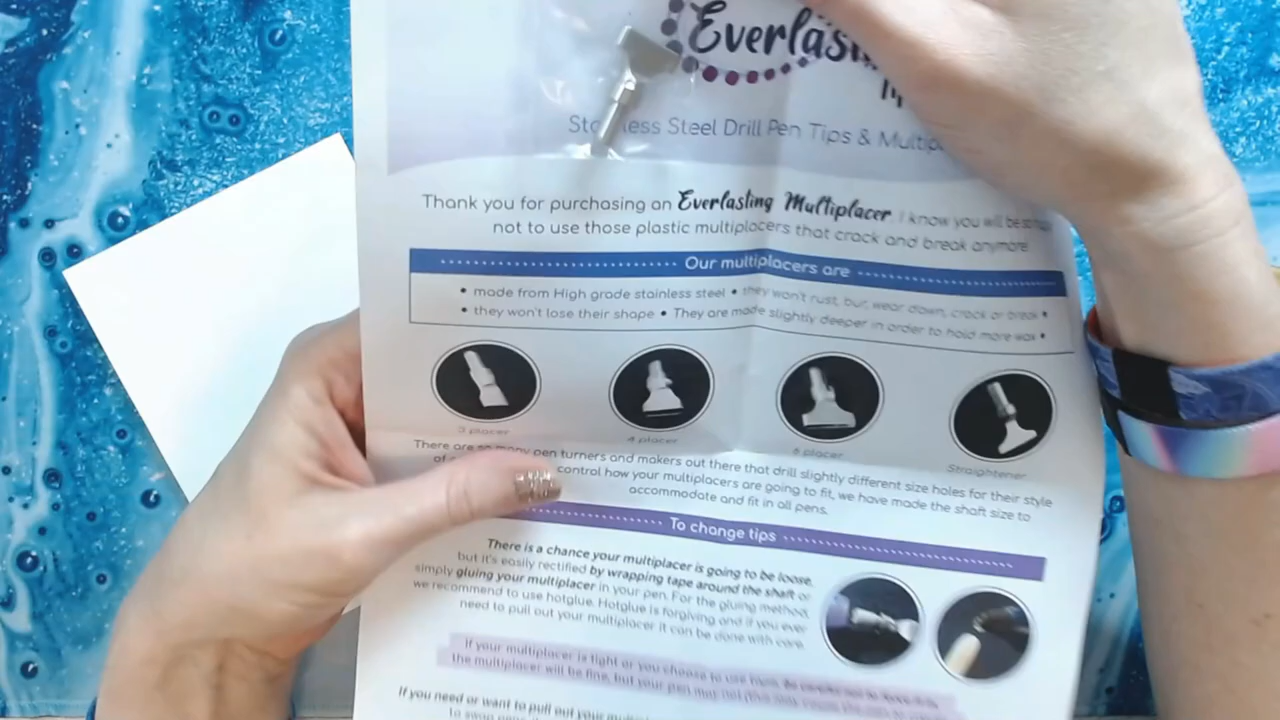 Everlas
Steel Drill Pen Tips &
Thank you for purchasing an Everlasting Multiplacer. I know you will be
not to use those plastic multiplacers that crack and break anymore
Our multiplacers are
• made from High grade stainless steel • they won't rust, bur, wear down, crack or break •
• they won't lose their shape • They are made slightly deeper in order to hold more wax •
3 placer
4 placer
placer
Straightener
There are so many pen turners and makers out there that drill slightly different size holes for their style
control how your multiplacers are going to fit, we have made the shaft size to
accommodate and fit in all pens.
To change tips
There is a chance your multiplacer is going to be loose,
but it's easily rectified by wrapping tape around the shaft or
simply gluing your multiplacer in your pen. For the gluing method,
we recommend to use hotglue. Hotglue is forgiving and if you ever
need to pull out your multiplacer it can be done with care.
If your multiplacer is tight or you choose to use
the multiplacer will be fine, but your pen may
If you need or want to pull out your